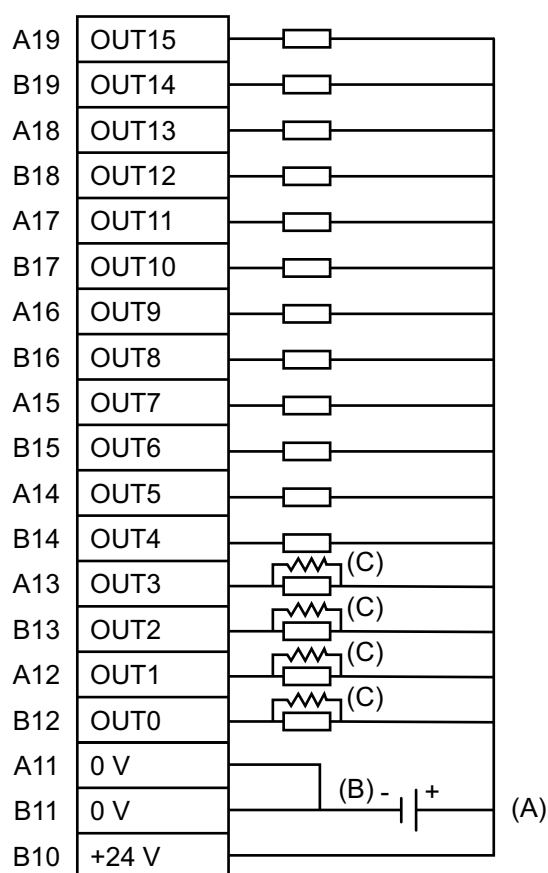 A19 OUT15
B19 OUT14
A18 OUT13
B18 OUT12
A17 OUT11
B17 OUT10
A16 OUT9
B16 OUT8
A15 OUT7
B15 OUT6
A14 OUT5
B14 OUT4
(C)
A13 OUT3
(C)
B13 OUT2
(C)
A12 OUT1
(C)
B12 OUT0
A11 0 V
(B) - +
B11 0 V (A)
B10 +24 V